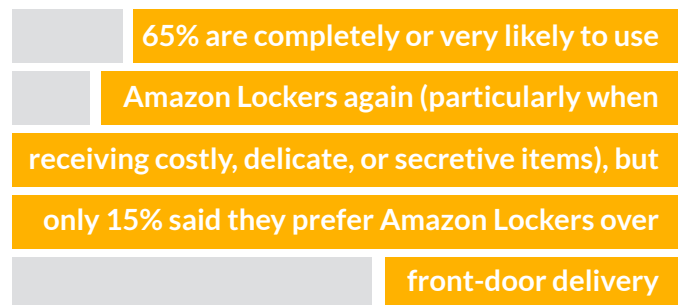 65% are completely or very likely to use
Amazon Lockers again (particularly when
receiving costly, delicate, or secretive items), but
only 15% said they prefer Amazon Lockers over
front-door delivery